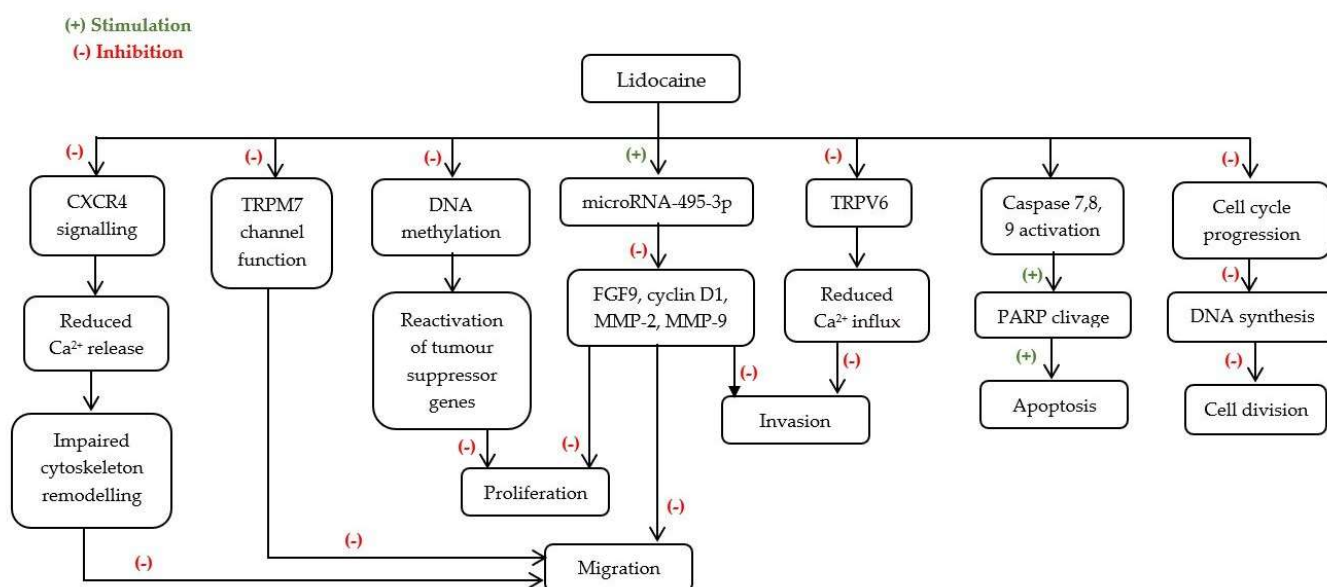 (+) Stimulation
(-) Inhibition
Lidocaine
(-)
(-)
(-)
(+)
(-)
(-)
CXCR4
signalling
TRPM7
channel
function
DNA
methylation
microRNA-495-3p
TRPV6
Caspase 7,8,
9 activation
Cell cycle
progression
(-)
(+)
(-)
Reduced
Ca²⁺ release
Reactivation
of tumour
suppressor
genes
FGF9, cyclin D1,
MMP-2, MMP-9
Reduced
Ca²⁺ influx
PARP clivage
DNA synthesis
(-)
(-)
(+)
(-)
Impaired
cytoskeleton
remodelling
Invasion
Apoptosis
Cell division
(-)
(-)
Proliferation
(-)
(-)
(-)
Migration